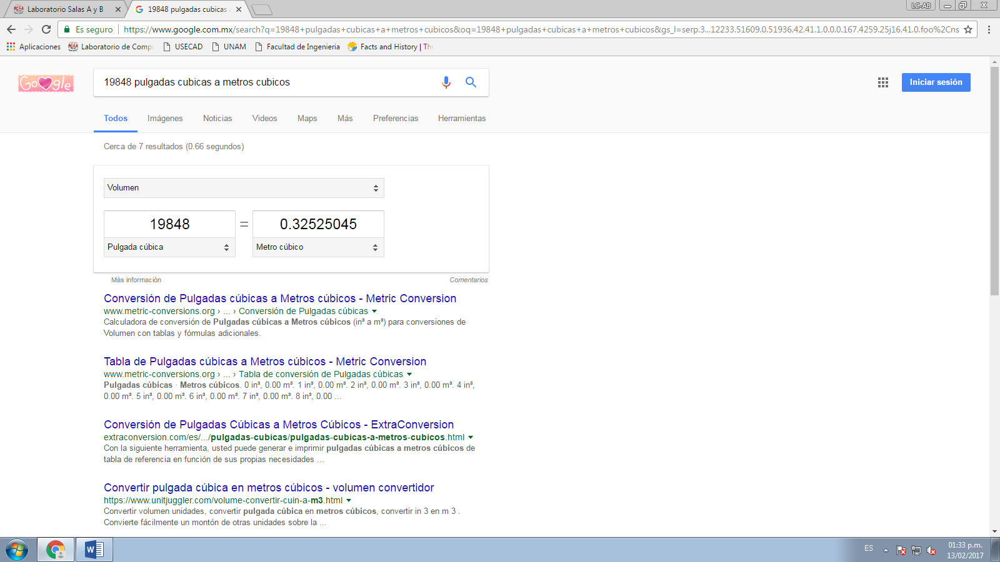 Laboratorio Salas A y B
19848 pulgadas cubicas
LC-AB
Es seguro
https://www.google.com.mx/search?q=19848+pulgadas+cubicas+a+metros+cubicos&oq=19848+pulgadas+cubicas+a+metros+cubicos&gs_l=serp.3...12233.51609.0.51936.42.41.1.0.0.0.167.4259.25j16.41.0.foo%2Cns
Aplicaciones
Laboratorio de Comp
USECAD
UNAM
Facultad de Ingenieria
Facts and History | Th
Google
19848 pulgadas cubicas a metros cubicos
Iniciar sesión
Todos
Imágenes
Noticias
Videos
Maps
Más
Preferencias
Herramientas
Cerca de 7 resultados (0.66 segundos)
Volumen
19848 = 0.32525045
Pulgada cúbica
Metro cúbico
Más información
Comentarios
Conversión de Pulgadas cúbicas a Metros cúbicos - Metric Conversion
www.metric-conversions.org › ... › Conversión de Pulgadas cúbicas
Calculadora de conversión de Pulgadas cúbicas a Metros cúbicos (in³ a m³) para conversiones de
Volumen con tablas y fórmulas adicionales.
Tabla de Pulgadas cúbicas a Metros cúbicos - Metric Conversion
www.metric-conversions.org › ... › Tabla de conversión de Pulgadas cúbicas
Pulgadas cúbicas · Metros cúbicos. 0 in³, 0.00 m³. 1 in³, 0.00 m³. 2 in³, 0.00 m³. 3 in³, 0.00 m³. 4 in³,
0.00 m³. 5 in³, 0.00 m³. 6 in³, 0.00 m³. 7 in³, 0.00 m³. 8 in³, 0.00 ...
Conversión de Pulgadas Cúbicas a Metros Cúbicos - ExtraConversion
extraconversion.com/es/.../pulgadas-cubicas/pulgadas-cubicas-a-metros-cubicos.html
Con la siguiente herramienta, usted puede generar e imprimir pulgadas cúbicas a metros cúbicos de
tabla de referencia en función de sus propias necesidades ...
Convertir pulgada cúbica en metros cúbicos - volumen convertidor
https://www.unitjuggler.com/volume-convertir-cuin-a-m3.html
Convertir volumen unidades, convertir pulgada cúbica en metros cúbicos, convertir in 3 en m 3 .
Convierte fácilmente un montón de otras unidades sobre la ...
ES
01:33 p.m.
13/02/2017